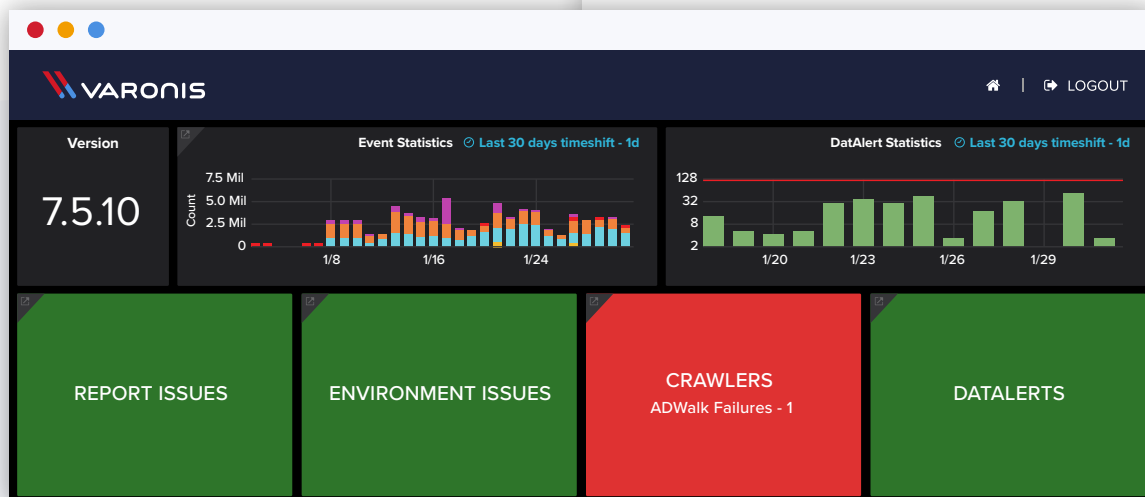 VARONIS
LOGOUT
Version
7.5.10
Event Statistics Last 30 days timeshift - 1d
Count
7.5 Mil
5.0 Mil
2.5 Mil
0
1/8 1/16 1/24
DatAlert Statistics Last 30 days timeshift - 1d
128
32
8
2
1/20 1/23 1/26 1/29
REPORT ISSUES
ENVIRONMENT ISSUES
CRAWLERS
ADWalk Failures - 1
DATALERTS